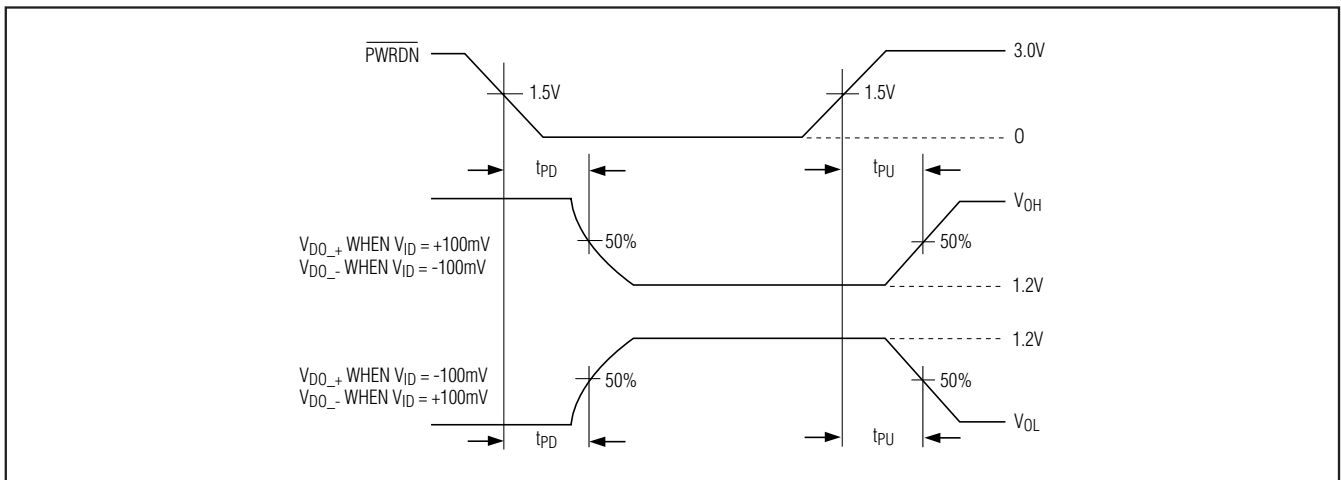 PWRDN
3.0V
1.5V
1.5V
0
tPD
tPU
VOH
50%
50%
VDO_+ WHEN VID = +100mV
VDO_- WHEN VID = -100mV
1.2V
1.2V
50%
50%
VDO_+ WHEN VID = -100mV
VDO_- WHEN VID = +100mV
VOL
tPD
tPU